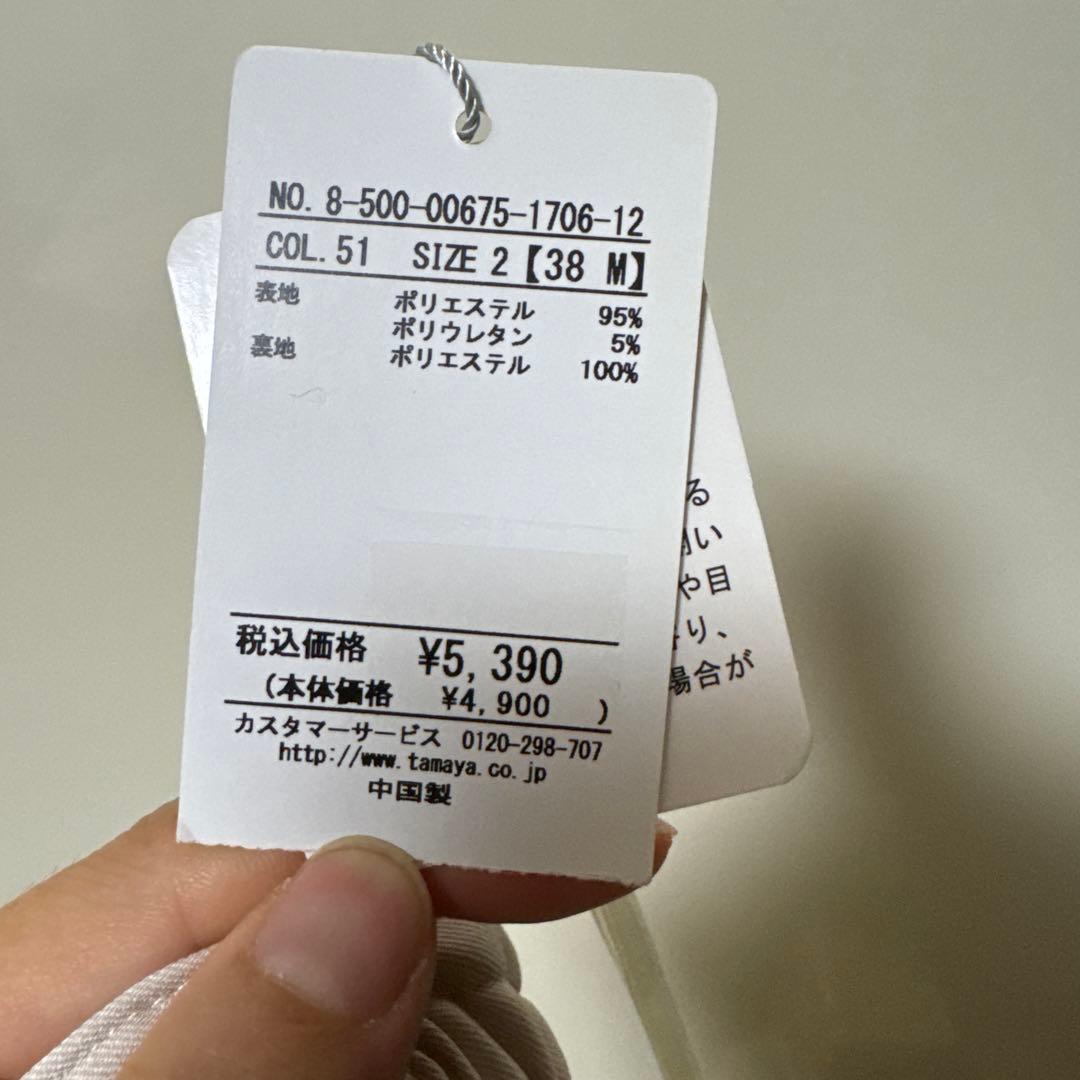 NO. 8-500-00675-1706-12
COL. 51 SIZE 2【38 M】
表地 ポリエステル 95%
ポリウレタン 5%
裏地 ポリエステル 100%
税込価格 ¥5,390
(本体価格 ¥4,900 )
カスタマーサービス 0120-298-707
http://www.tamaya.co.jp
中国製
る
い
や目
り、
場合が